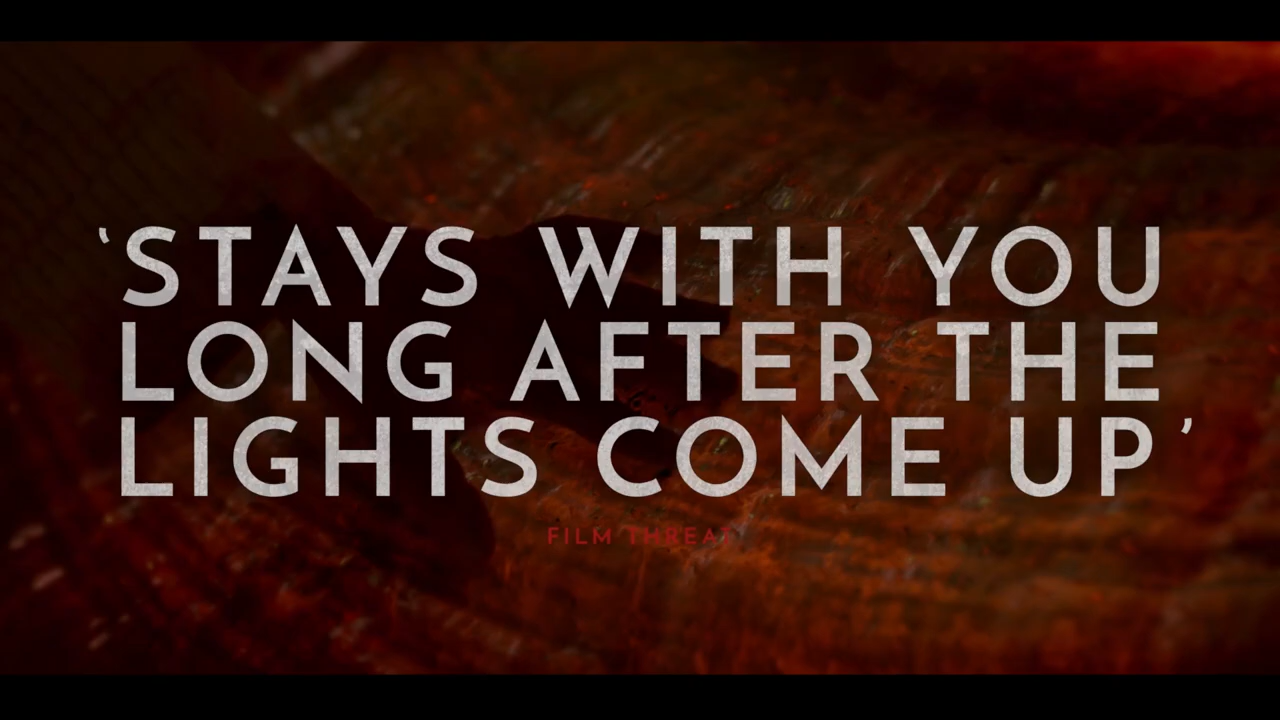 ‘STAYS WITH YOU
LONG AFTER THE
LIGHTS COME UP’
FILM THREAT